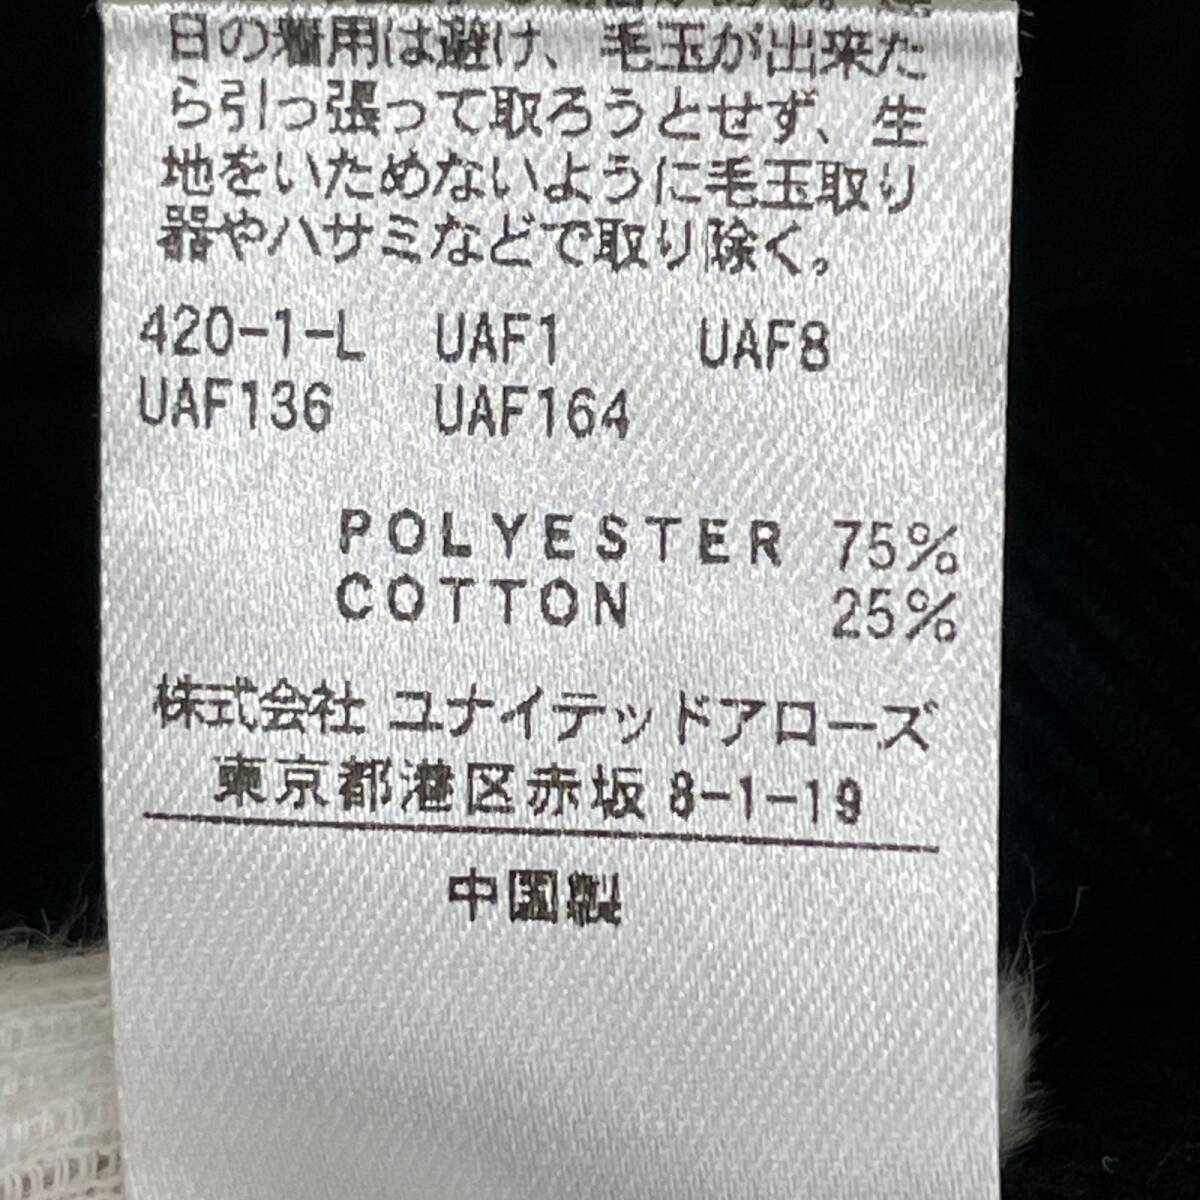 日の着用は避け、毛玉が出来た
ら引っ張って取ろうとせず、生
地をいためないように毛玉取り
器やハサミなどで取り除く。
420-1-L UAF1 UAF8
UAF136 UAF164
POLYESTER 75%
COTTON 25%
株式会社 ユナイテッドアローズ
東京都港区赤坂 8-1-19
中国製